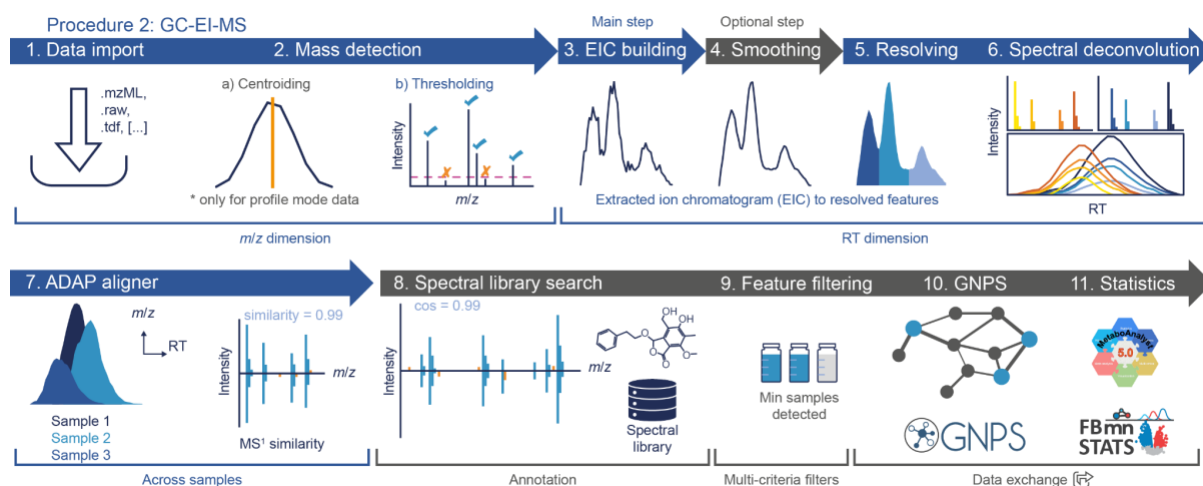 Procedure 2: GC-EI-MS
Main step
Optional step
1. Data import
2. Mass detection
3. EIC building
4. Smoothing
5. Resolving
6. Spectral deconvolution
.mzML,
.raw,
.tdf, [...]
a) Centroiding
* only for profile mode data
b) Thresholding
Intensity
m/z
Extracted ion chromatogram (EIC) to resolved features
Intensity
RT
m/z dimension
RT dimension
7. ADAP aligner
8. Spectral library search
9. Feature filtering
10. GNPS
11. Statistics
m/z
RT
Sample 1
Sample 2
Sample 3
similarity = 0.99
Intensity
m/z
MS¹ similarity
cos = 0.99
Intensity
m/z
HO
OH
O
O
O
O
Spectral
library
Min samples
detected
GNPS
MetaboAnalyst
5.0
FBmn
STATS
Across samples
Annotation
Multi-criteria filters
Data exchange